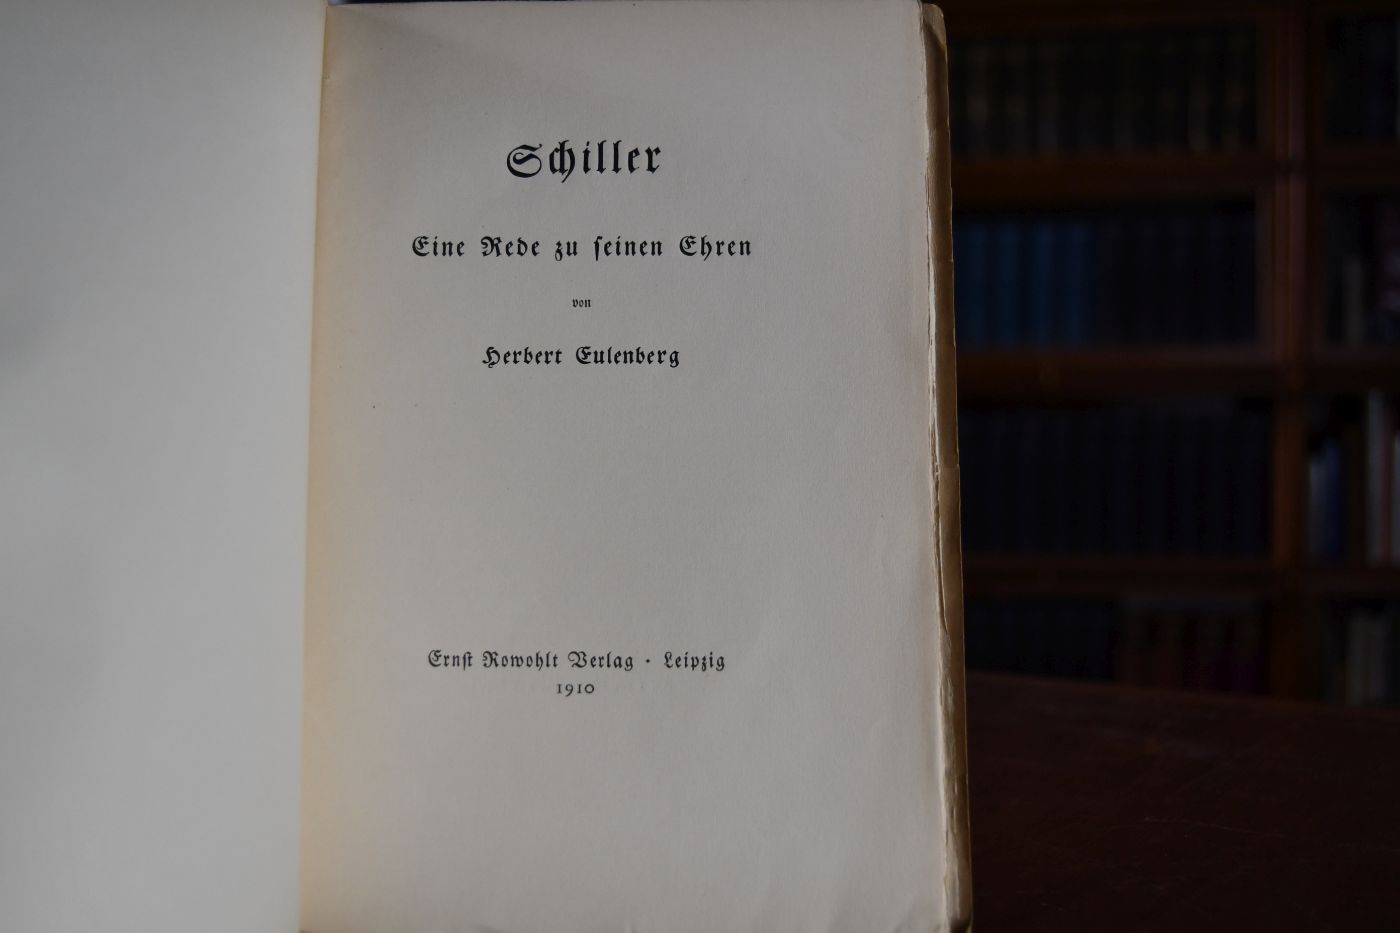 Schiller
Eine Rede zu ſeinen Ehren
von
Herbert Eulenberg
Ernſt Rowohlt Verlag · Leipzig
1910